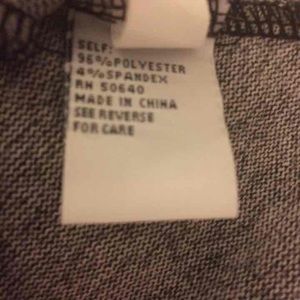 SELF:
96%POLYESTER
4%SPANDEX
RN 50640
MADE IN CHINA
SEE REVERSE
FOR CARE